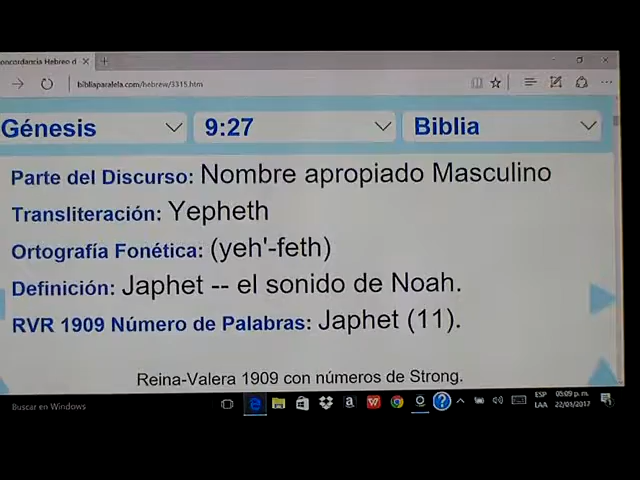 oncordancia Hebreo d
bibliaparalela.com/hebrew/3315.htm
Génesis 9:27 Biblia
Parte del Discurso: Nombre apropiado Masculino
Transliteración: Yepheth
Ortografía Fonética: (yeh'-feth)
Definición: Japhet -- el sonido de Noah.
RVR 1909 Número de Palabras: Japhet (11).
Reina-Valera 1909 con números de Strong.
Buscar en Windows
ESP 05:09 p. m.
LAA 22/01/2017